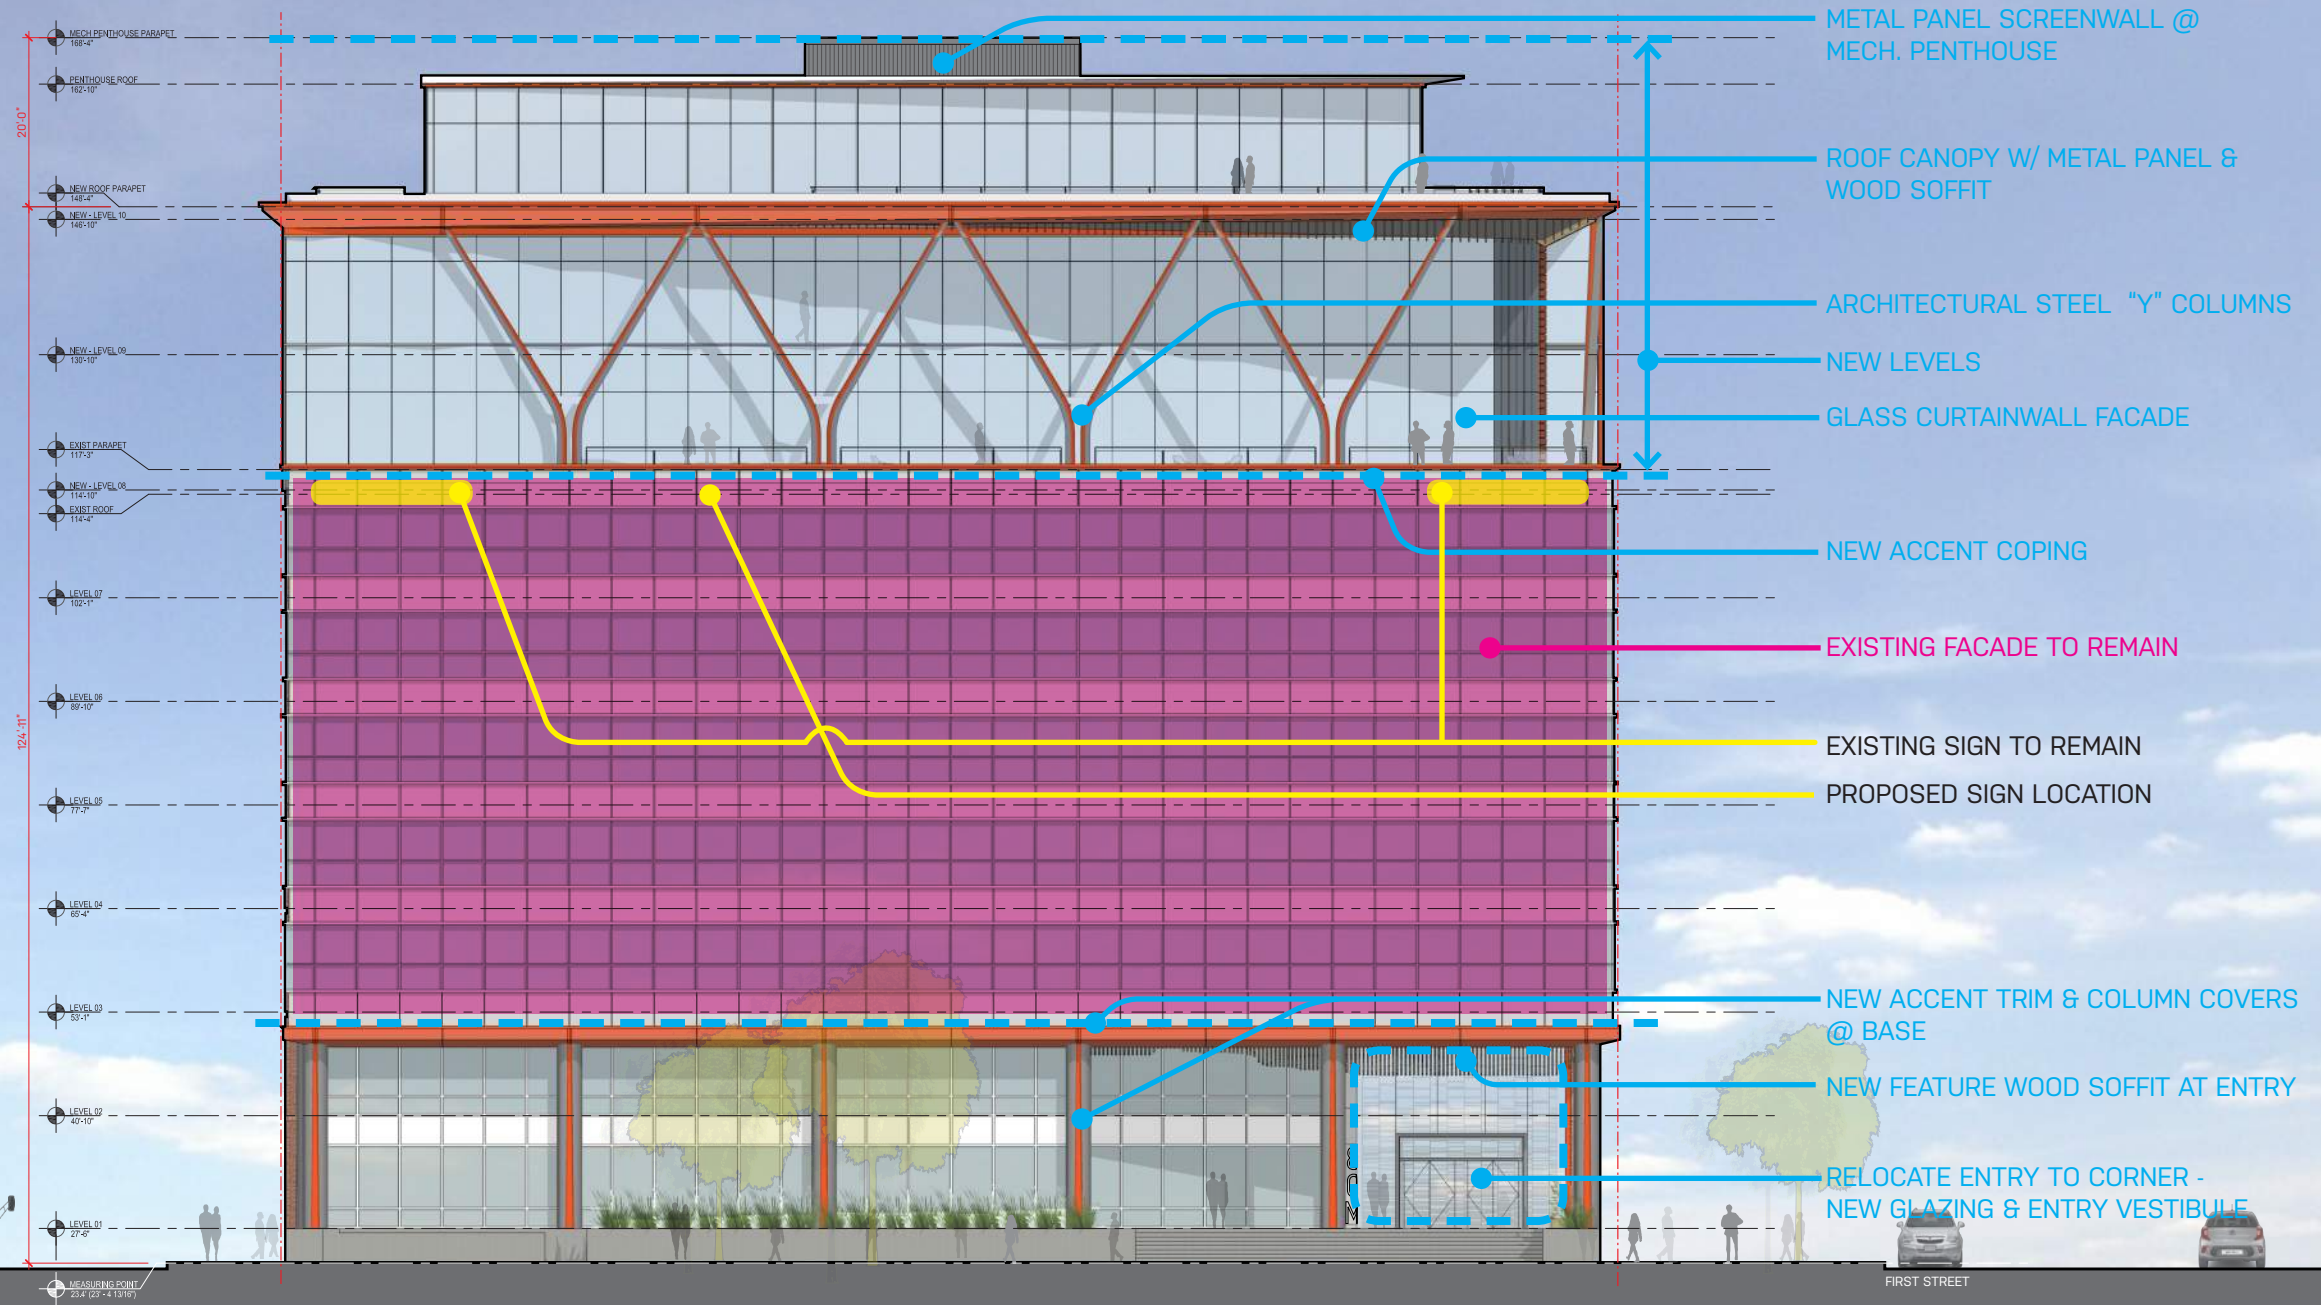 MECH PENTHOUSE PARAPET
168'-4"
PENTHOUSE ROOF
162'-10"
20'-0"
NEW ROOF PARAPET
148'-4"
NEW - LEVEL 10
146'-10"
NEW - LEVEL 09
130'-10"
EXIST PARAPET
117'-3"
NEW - LEVEL 08
114'-10"
EXIST ROOF
114'-4"
LEVEL 07
102'-1"
LEVEL 06
89'-10"
124'-11"
LEVEL 05
77'-7"
LEVEL 04
65'-4"
LEVEL 03
53'-1"
LEVEL 02
40'-10"
LEVEL 01
27'-6"
MEASURING POINT
23.4' (23' - 4 13/16")
METAL PANEL SCREENWALL @
MECH. PENTHOUSE
ROOF CANOPY W/ METAL PANEL &
WOOD SOFFIT
ARCHITECTURAL STEEL "Y" COLUMNS
NEW LEVELS
GLASS CURTAINWALL FACADE
NEW ACCENT COPING
EXISTING FACADE TO REMAIN
EXISTING SIGN TO REMAIN
PROPOSED SIGN LOCATION
NEW ACCENT TRIM & COLUMN COVERS
@ BASE
NEW FEATURE WOOD SOFFIT AT ENTRY
RELOCATE ENTRY TO CORNER -
NEW GLAZING & ENTRY VESTIBULE
FIRST STREET